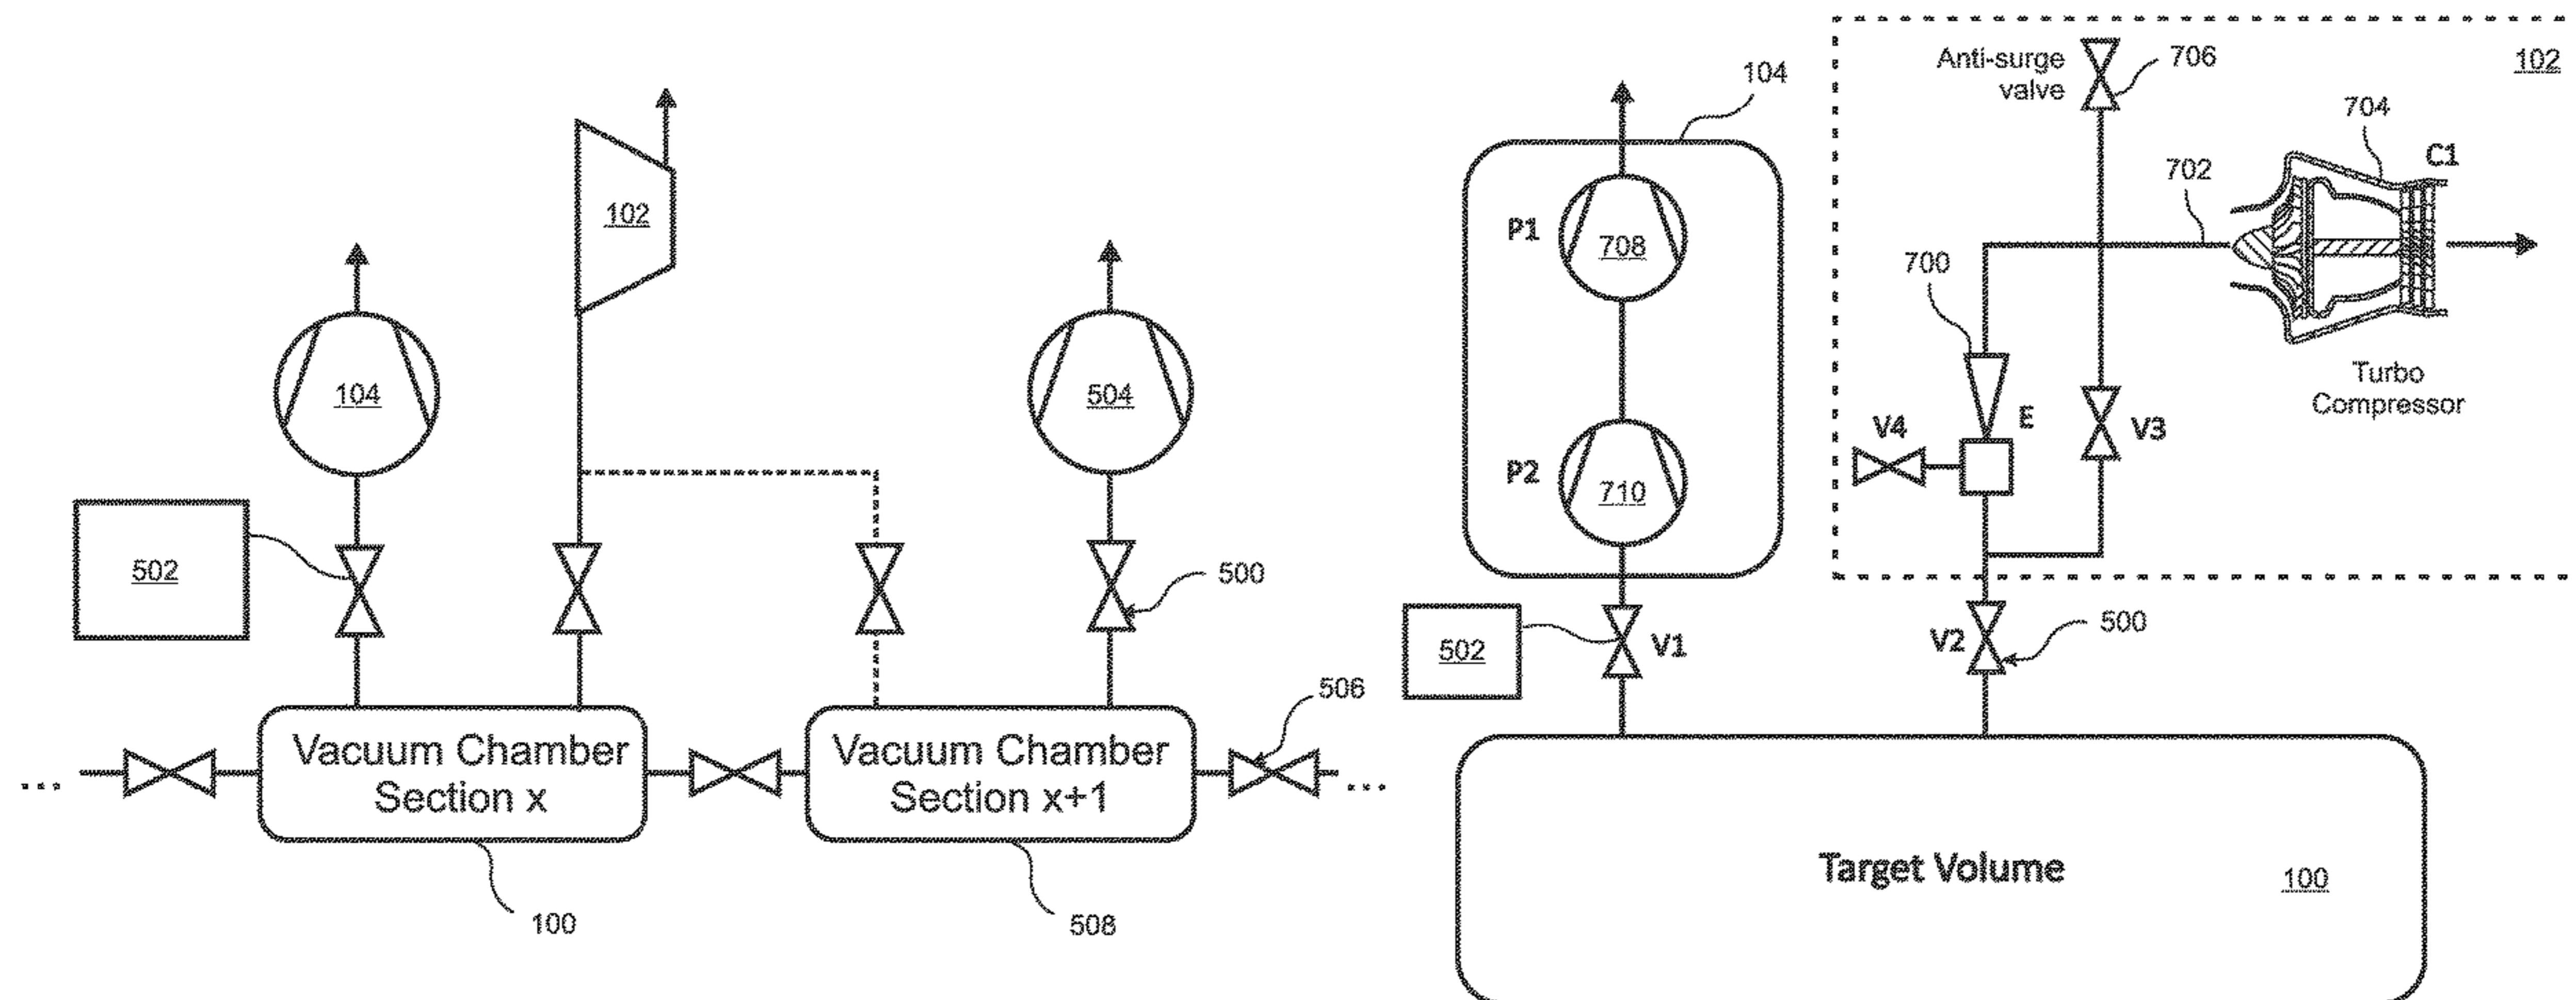 102
104
504
502
500
506
Vacuum Chamber
Section x
Vacuum Chamber
Section x+1
...
...
100
508
104
P1
708
P2
710
502
V1
Anti-surge
valve
706
102
704
C1
702
700
Turbo
Compressor
V4
E
V3
V2
500
Target Volume
100